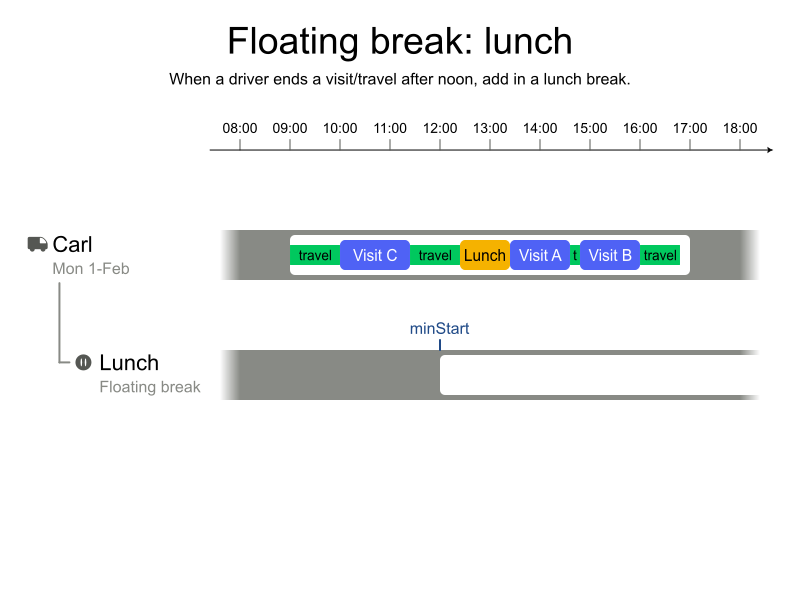 Floating break: lunch
When a driver ends a visit/travel after noon, add in a lunch break.
08:00 09:00 10:00 11:00 12:00 13:00 14:00 15:00 16:00 17:00 18:00
Carl
Mon 1-Feb
travel Visit C travel Lunch Visit A t Visit B travel
minStart
Lunch
Floating break